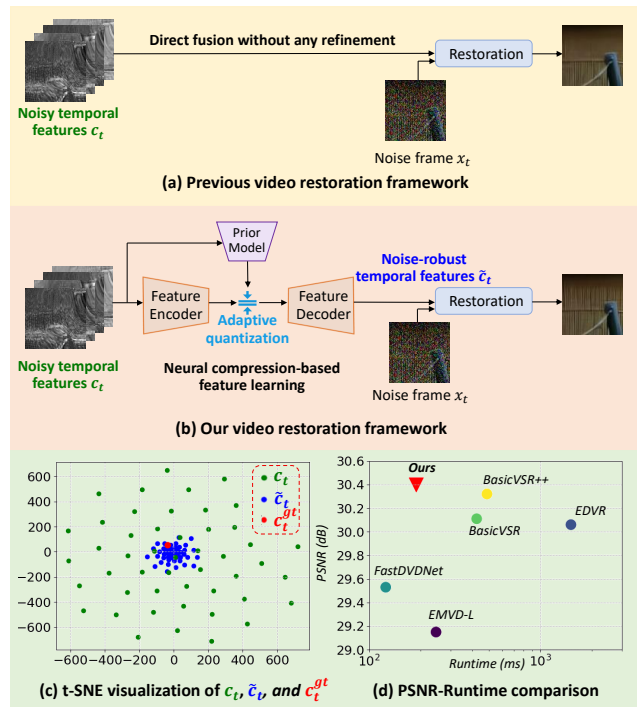 Direct fusion without any refinement
Restoration
Noisy temporal
features c_t
Noise frame x_t
(a) Previous video restoration framework
Prior
Model
Noise-robust
temporal features c̃_t
Feature
Encoder
Feature
Decoder
Restoration
Adaptive
quantization
Noisy temporal
features c_t
Neural compression-based
feature learning
Noise frame x_t
(b) Our video restoration framework
600
400
200
0
−200
−400
−600
−600 −400 −200 0 200 400 600
c_t
c̃_t
c_t^gt
(c) t-SNE visualization of c_t, c̃_t, and c_t^gt
PSNR (dB)
30.6
30.4
30.2
30.0
29.8
29.6
29.4
29.2
29.0
Ours
BasicVSR++
BasicVSR
EDVR
FastDVDNet
EMVD-L
10^2 10^3
Runtime (ms)
(d) PSNR-Runtime comparison